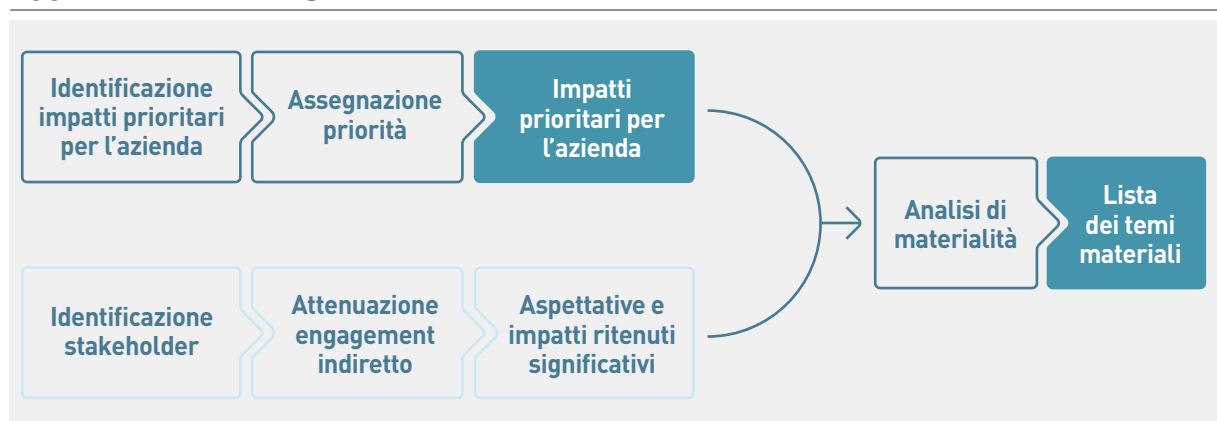 Identificazione
impatti prioritari
per l’azienda
Assegnazione
priorità
Impatti
prioritari per
l’azienda
Identificazione
stakeholder
Attenuazione
engagement
indiretto
Aspettative e
impatti ritenuti
significativi
Analisi di
materialità
Lista
dei temi
materiali